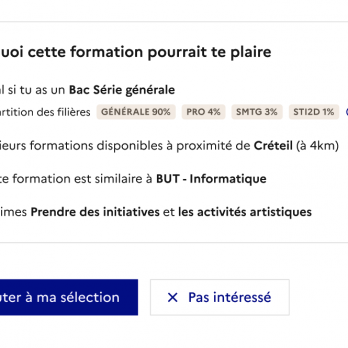 uoi cette formation pourrait te plaire
l si tu as un Bac Série générale
rtition des filières GÉNÉRALE 90% PRO 4% SMTG 3% STI2D 1%
ieurs formations disponibles à proximité de Créteil (à 4km)
te formation est similaire à BUT - Informatique
imes Prendre des initiatives et les activités artistiques
uter à ma sélection
× Pas intéressé